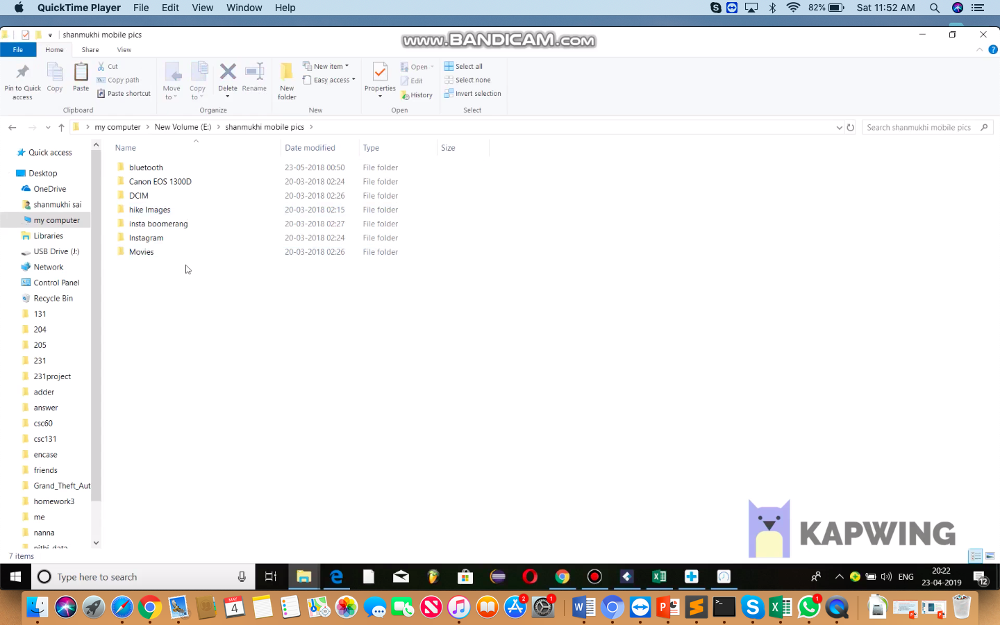 QuickTime Player File Edit View Window Help 82% Sat 11:52 AM
shanmukhi mobile pics
www.BANDICAM.com
File Home Share View
Pin to Quick access
Copy
Paste
Cut
Copy path
Paste shortcut
Clipboard
Move to
Copy to
Delete
Rename
Organize
New folder
New item
Easy access
New
Properties
Open
Edit
History
Open
Select all
Select none
Invert selection
Select
my computer New Volume (E:) shanmukhi mobile pics
Search shanmukhi mobile pics
Quick access
Desktop
OneDrive
shanmukhi sai
my computer
Libraries
USB Drive (J:)
Network
Control Panel
Recycle Bin
131
204
205
231
231project
adder
answer
csc60
csc131
encase
friends
Grand_Theft_Aut
homework3
me
nanna
nithi_data
Name Date modified Type Size
bluetooth 23-05-2018 00:50 File folder
Canon EOS 1300D 20-03-2018 02:24 File folder
DCIM 20-03-2018 02:26 File folder
hike Images 20-03-2018 02:15 File folder
insta boomerang 20-03-2018 02:27 File folder
Instagram 20-03-2018 02:24 File folder
Movies 20-03-2018 02:26 File folder
KAPWING
7 items
Type here to search
ENG
20:22
23-04-2019
12
MAY
4
2
1
1